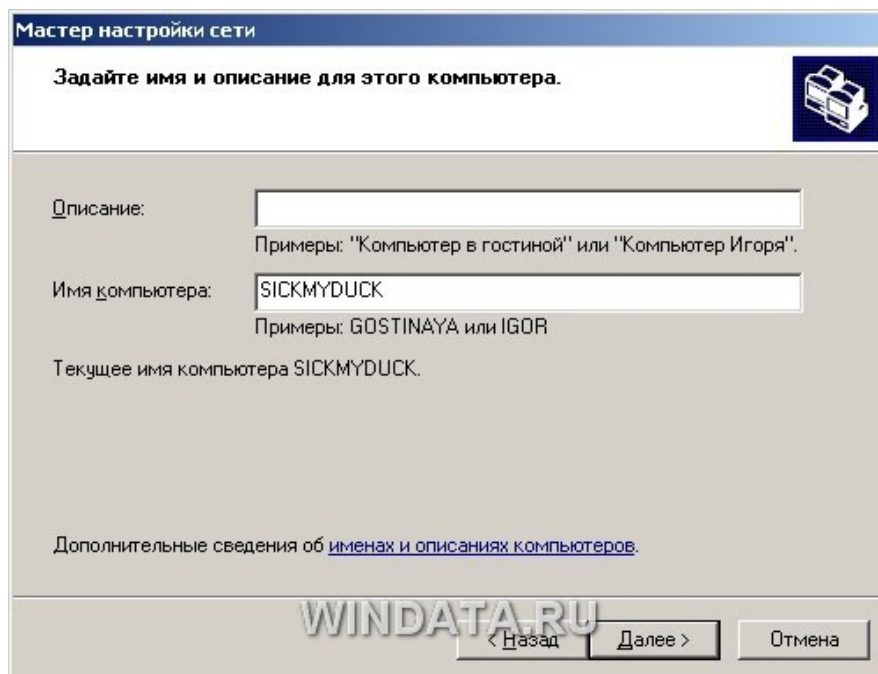 Мастер настройки сети
Задайте имя и описание для этого компьютера.
Описание:
Примеры: "Компьютер в гостиной" или "Компьютер Игоря".
Имя компьютера: SICKMYDUCK
Примеры: GOSTINAYA или IGOR
Текущее имя компьютера SICKMYDUCK.
Дополнительные сведения об именах и описаниях компьютеров.
WINDATA.RU
< Назад Далее > Отмена